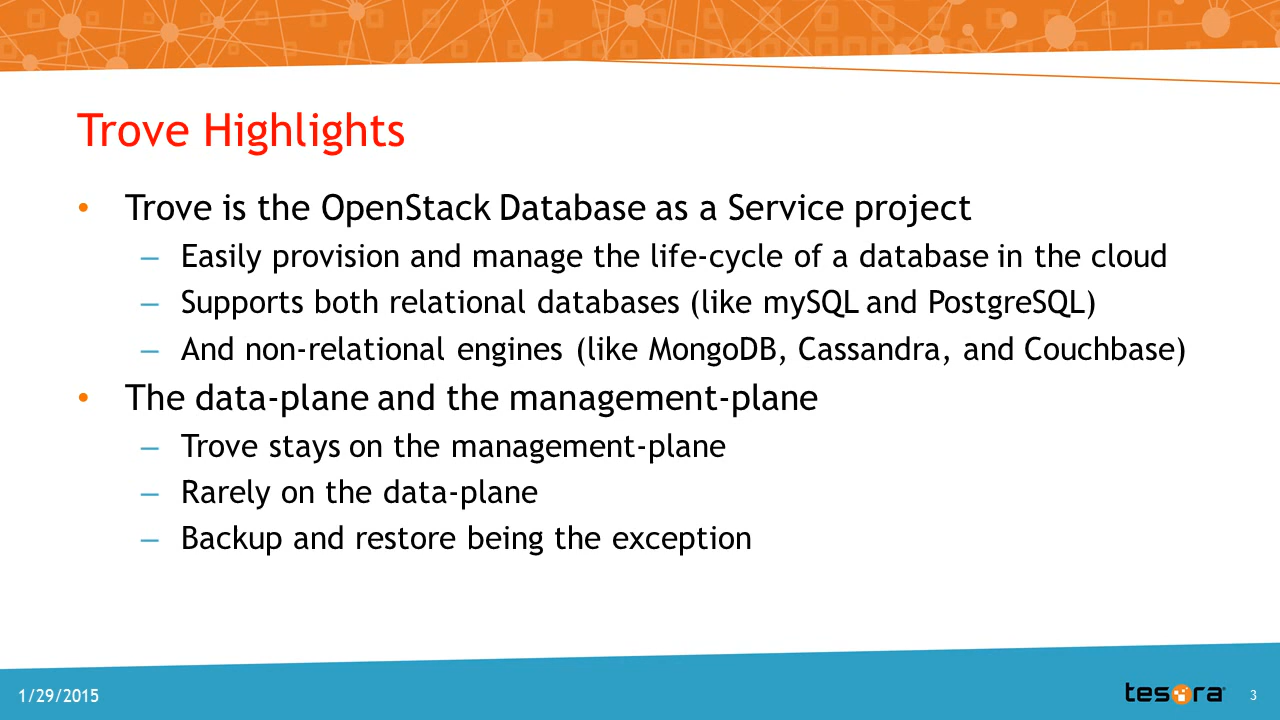 Trove Highlights
• Trove is the OpenStack Database as a Service project
– Easily provision and manage the life-cycle of a database in the cloud
– Supports both relational databases (like mySQL and PostgreSQL)
– And non-relational engines (like MongoDB, Cassandra, and Couchbase)
• The data-plane and the management-plane
– Trove stays on the management-plane
– Rarely on the data-plane
– Backup and restore being the exception
1/29/2015
tesora
3